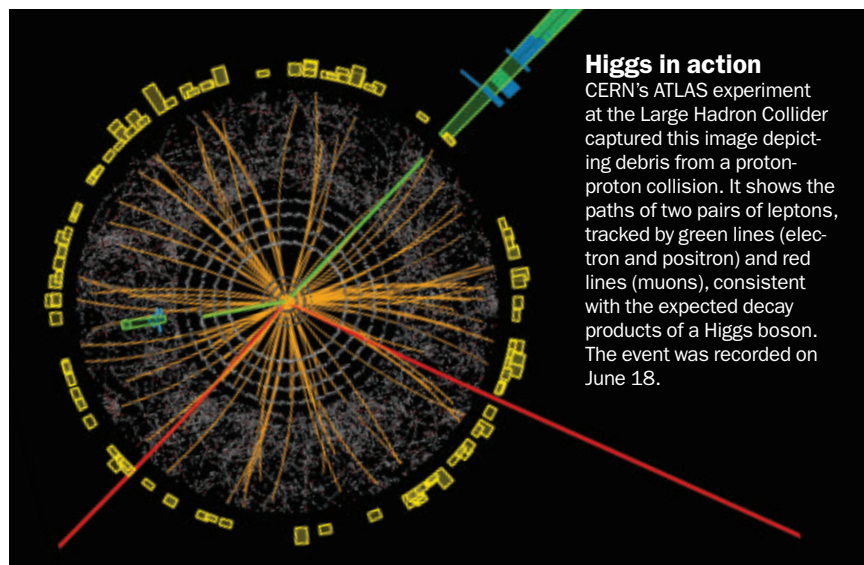 Higgs in action
CERN’s ATLAS experiment
at the Large Hadron Collider
captured this image depict-
ing debris from a proton-
proton collision. It shows the
paths of two pairs of leptons,
tracked by green lines (elec-
tron and positron) and red
lines (muons), consistent
with the expected decay
products of a Higgs boson.
The event was recorded on
June 18.